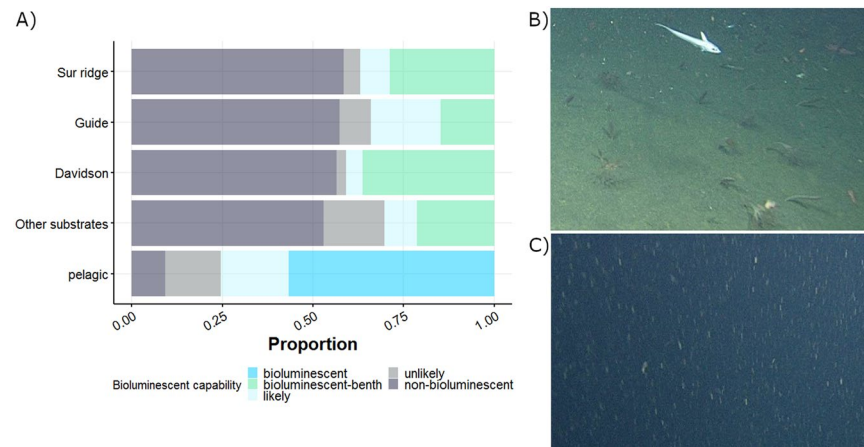 A)
Sur ridge
Guide
Davidson
Other substrates
pelagic
0.00 0.25 0.50 0.75 1.00
Proportion
Bioluminescent capability
bioluminescent
bioluminescent-benth
likely
unlikely
non-bioluminescent
B)
C)